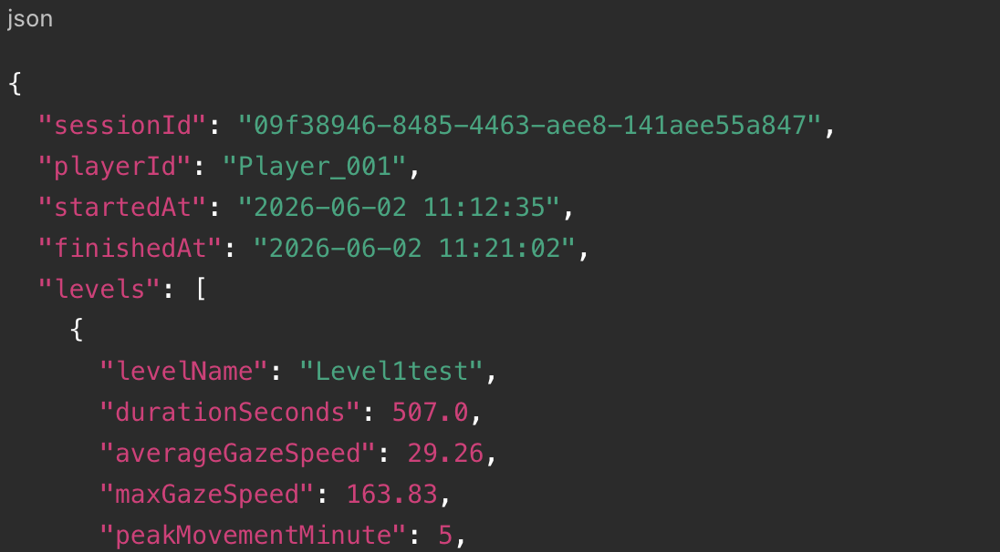 json
{
"sessionId": "09f38946-8485-4463-aee8-141aee55a847",
"playerId": "Player_001",
"startedAt": "2026-06-02 11:12:35",
"finishedAt": "2026-06-02 11:21:02",
"levels": [
{
"levelName": "Level1test",
"durationSeconds": 507.0,
"averageGazeSpeed": 29.26,
"maxGazeSpeed": 163.83,
"peakMovementMinute": 5,